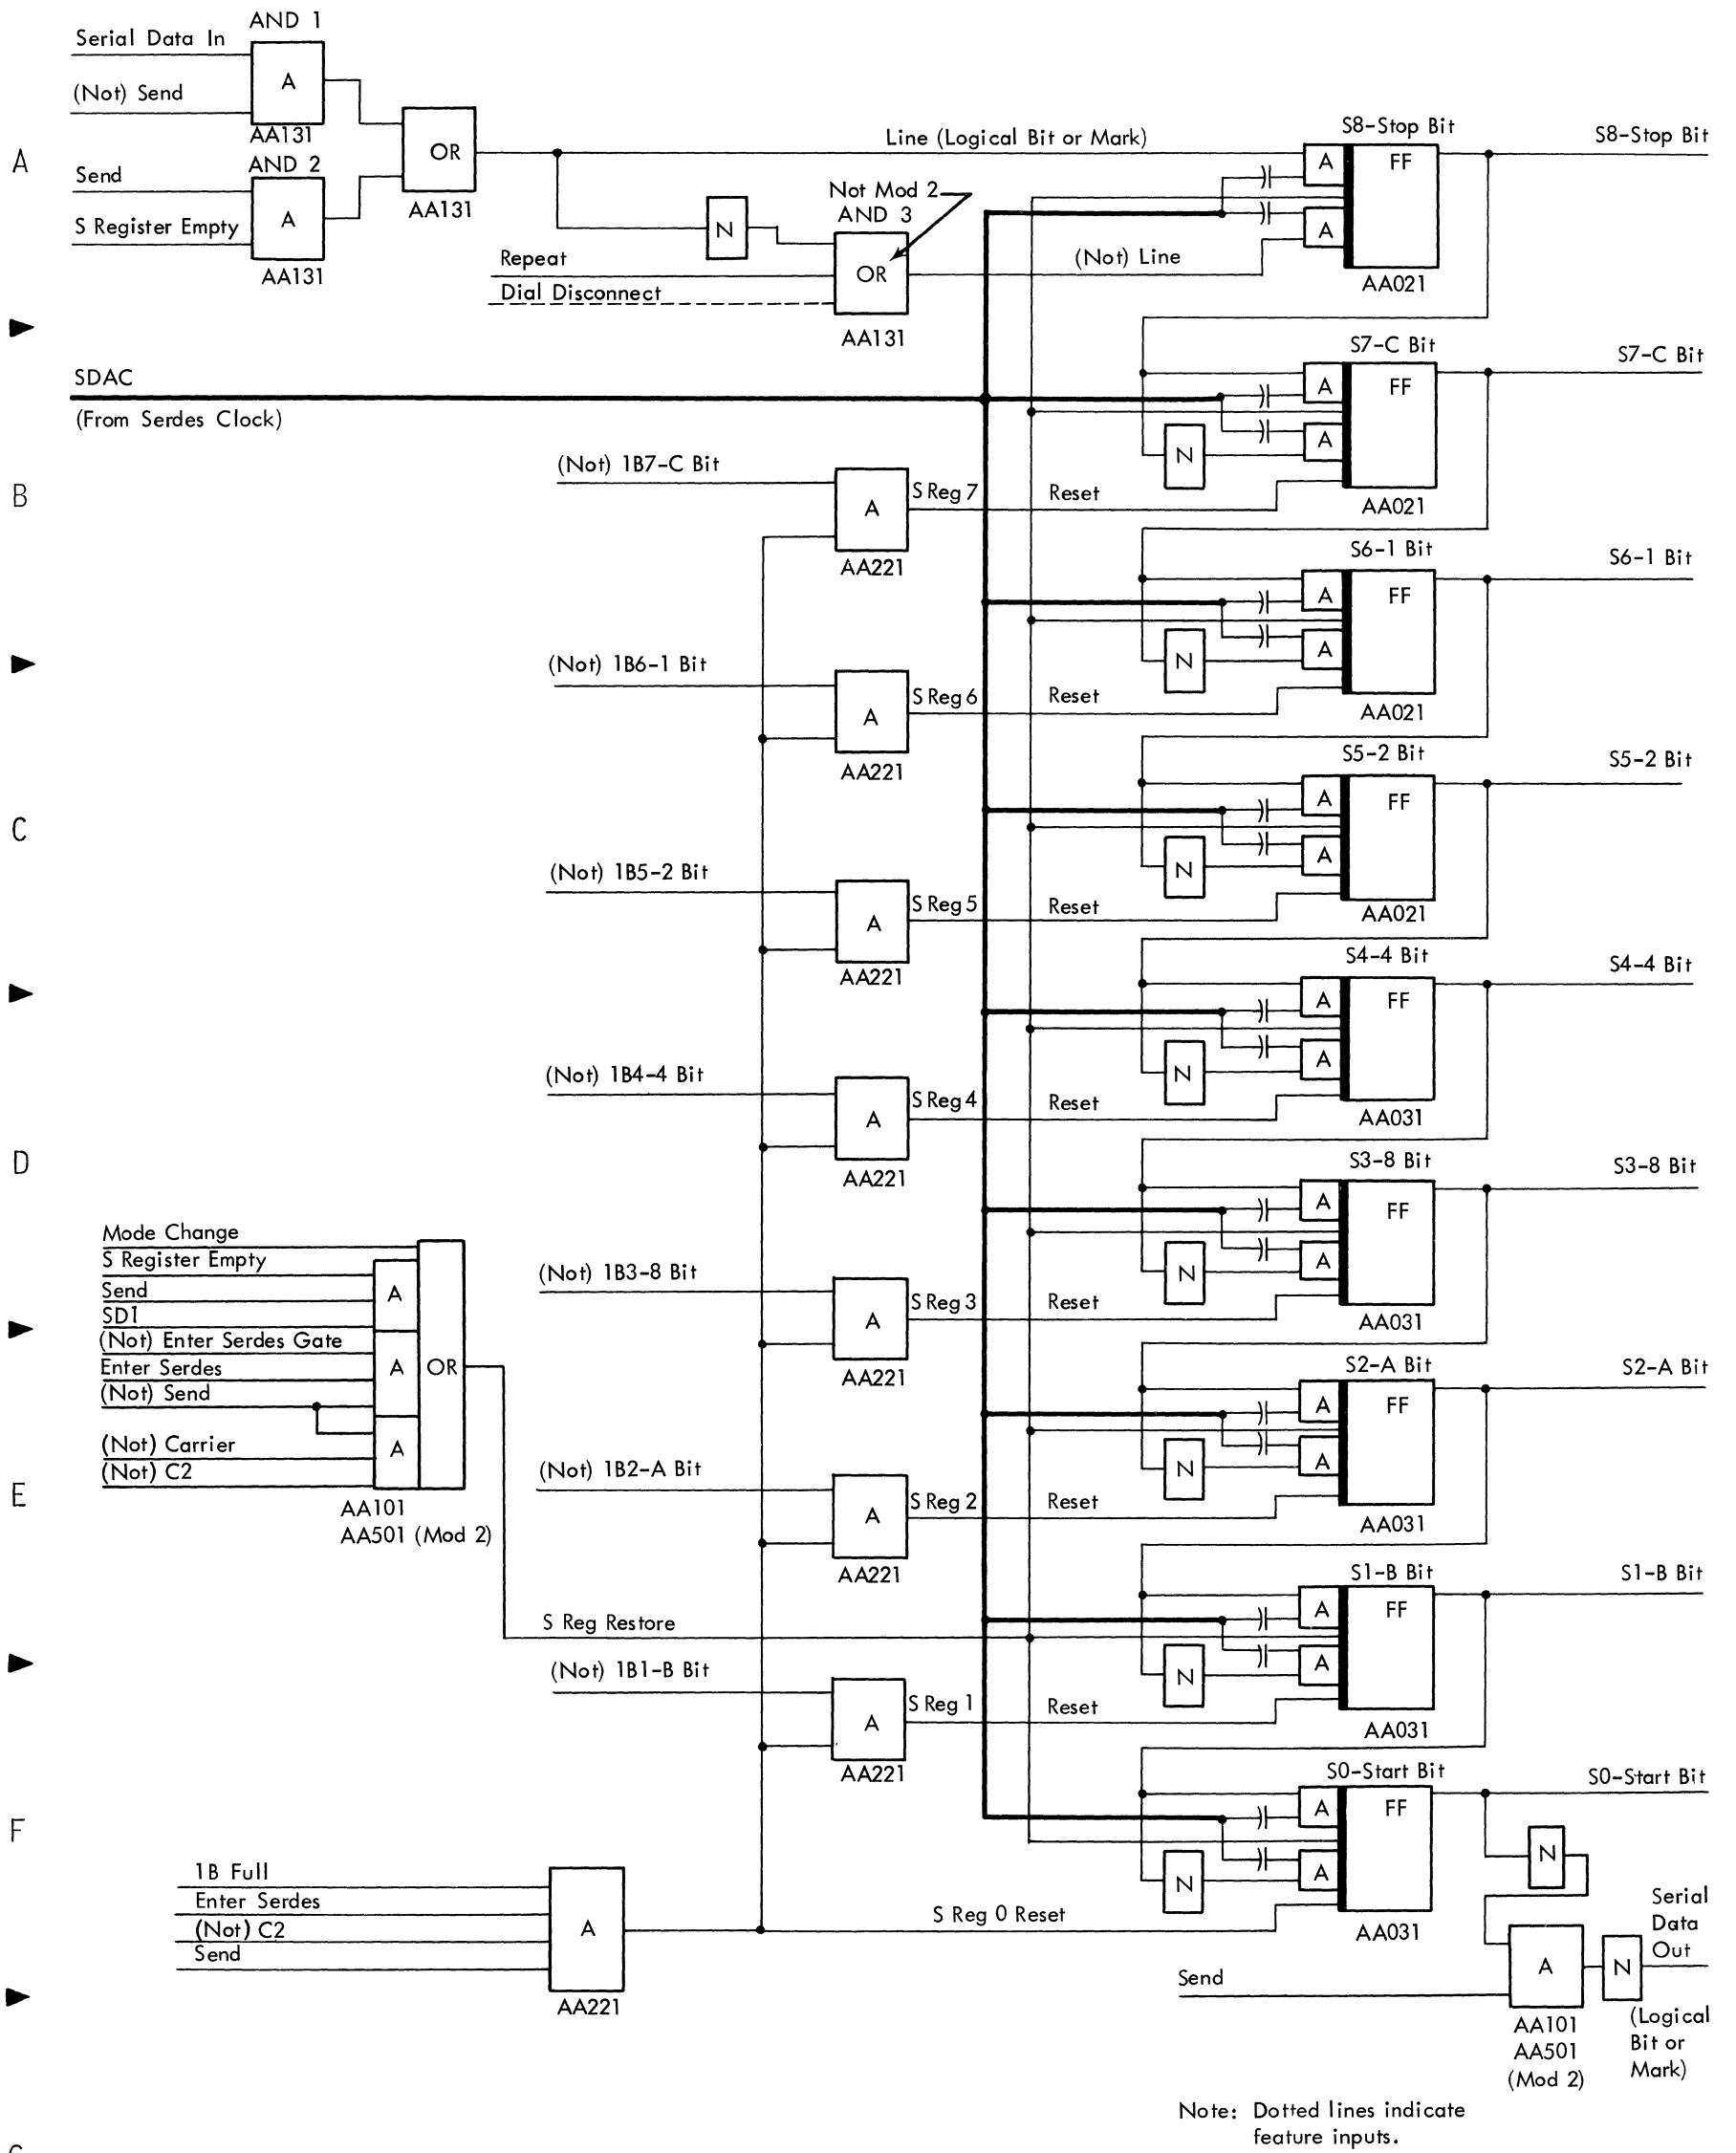 AND 1
Serial Data In
A
(Not) Send
AA131
AND 2
Send
A
S Register Empty
AA131
OR
AA131
A
Line (Logical Bit or Mark)
N
Not Mod 2
AND 3
Repeat
OR
Dial Disconnect
AA131
(Not) Line
S8-Stop Bit
A
FF
A
AA021
S8-Stop Bit
SDAC
(From Serdes Clock)
S7-C Bit
A
FF
A
N
AA021
S7-C Bit
B
(Not) 1B7-C Bit
A
S Reg 7
Reset
AA221
S6-1 Bit
A
FF
A
N
AA021
S6-1 Bit
(Not) 1B6-1 Bit
A
S Reg 6
Reset
AA221
S5-2 Bit
A
FF
A
N
AA021
S5-2 Bit
C
(Not) 1B5-2 Bit
A
S Reg 5
Reset
AA221
S4-4 Bit
A
FF
A
N
AA031
S4-4 Bit
(Not) 1B4-4 Bit
A
S Reg 4
Reset
AA221
D
S3-8 Bit
A
FF
A
N
AA031
S3-8 Bit
Mode Change
S Register Empty
Send
SD1
(Not) Enter Serdes Gate
Enter Serdes
(Not) Send
(Not) Carrier
(Not) C2
A
A
A
OR
AA101
AA501 (Mod 2)
(Not) 1B3-8 Bit
A
S Reg 3
Reset
AA221
S2-A Bit
A
FF
A
N
AA031
S2-A Bit
E
(Not) 1B2-A Bit
A
S Reg 2
Reset
AA221
S1-B Bit
A
FF
A
N
AA031
S1-B Bit
S Reg Restore
(Not) 1B1-B Bit
A
S Reg 1
Reset
AA221
S0-Start Bit
A
FF
A
N
AA031
S0-Start Bit
F
1B Full
Enter Serdes
(Not) C2
Send
A
AA221
S Reg 0 Reset
N
Send
A
N
Serial
Data
Out
AA101
AA501
(Mod 2)
(Logical
Bit or
Mark)
Note: Dotted lines indicate
feature inputs.